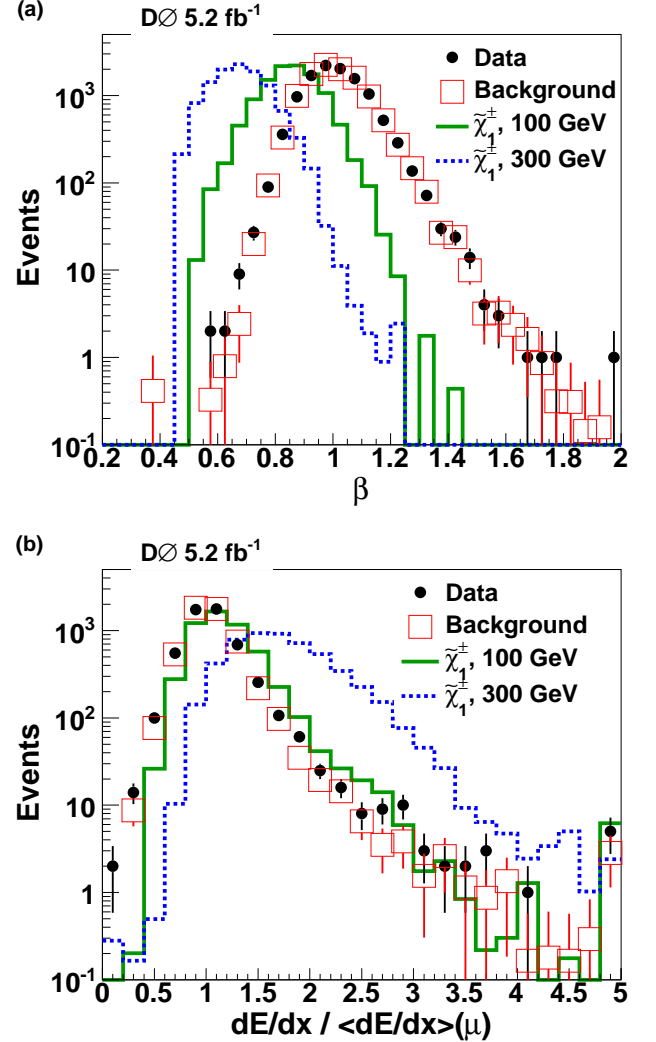 (a)
DØ 5.2 fb⁻¹
Data
Background
χ̃₁±, 100 GeV
χ̃₁±, 300 GeV
Events
10³
10²
10
1
10⁻¹
0.2 0.4 0.6 0.8 1 1.2 1.4 1.6 1.8 2
β
(b)
DØ 5.2 fb⁻¹
Data
Background
χ̃₁±, 100 GeV
χ̃₁±, 300 GeV
Events
10³
10²
10
1
10⁻¹
0 0.5 1 1.5 2 2.5 3 3.5 4 4.5 5
dE/dx / <dE/dx>(μ)